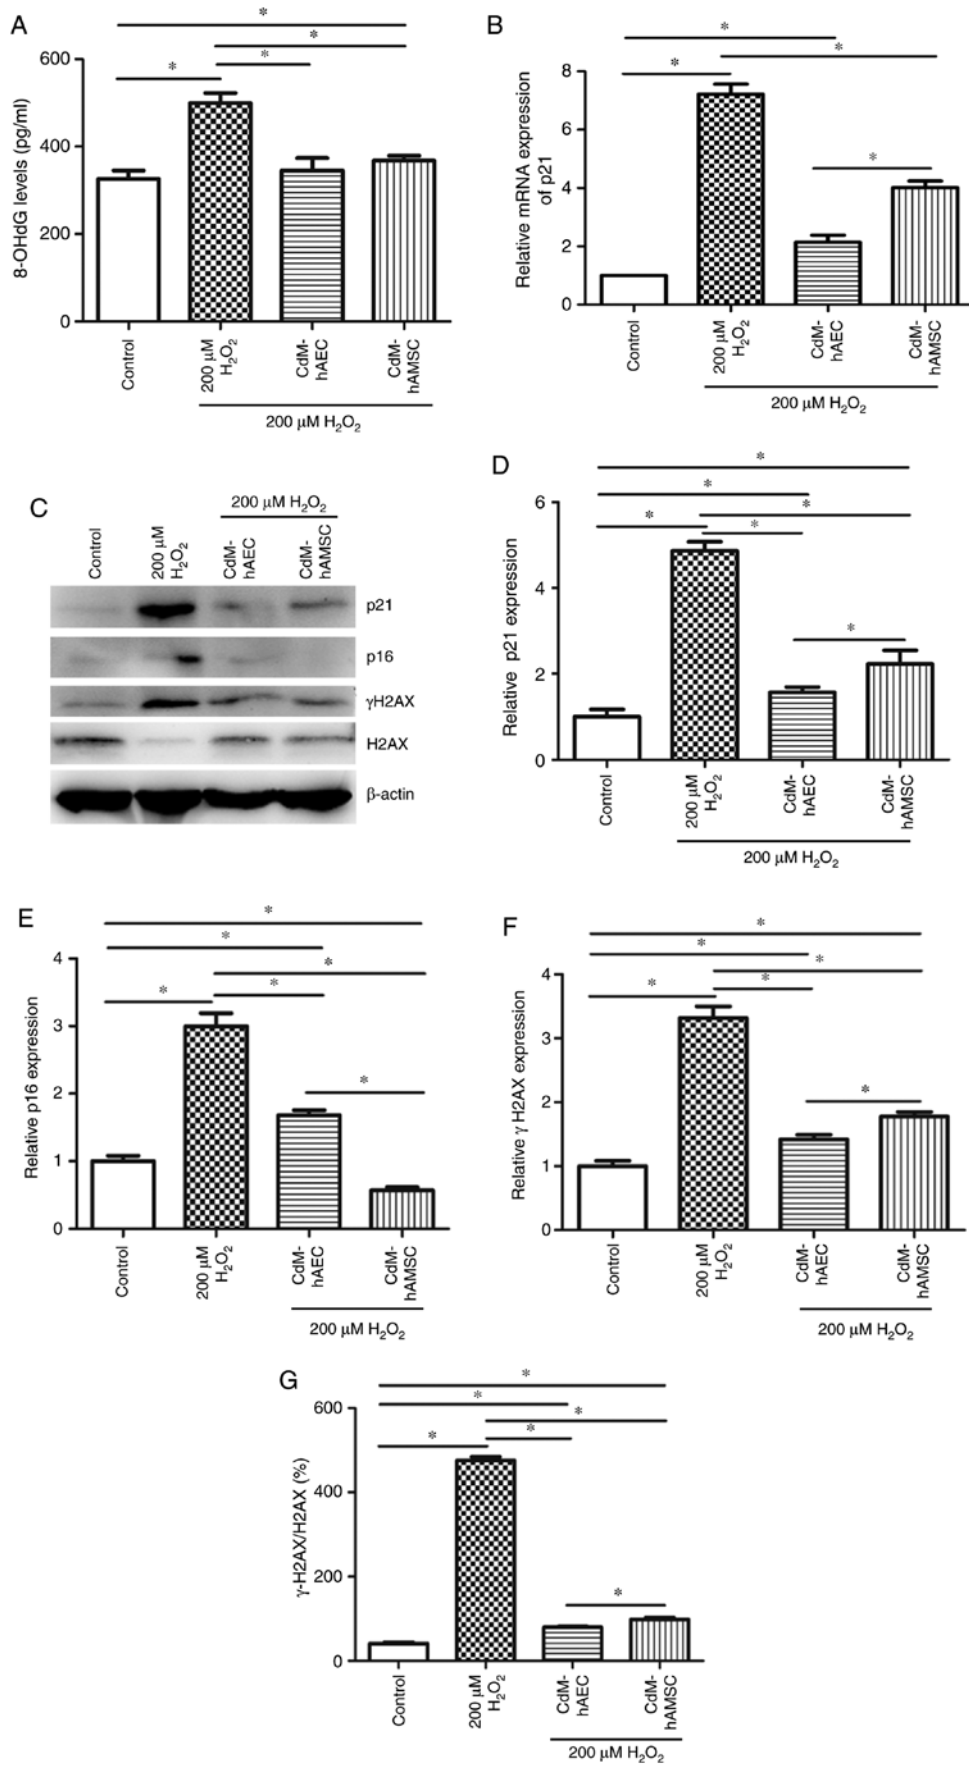 A
*
*
*
*
8-OHdG levels (pg/ml)
600
400
200
0
Control
200 μM
H2O2
CdM-
hAEC
CdM-
hAMSC
200 μM H2O2
B
*
*
*
*
Relative mRNA expression
of p21
8
6
4
2
0
Control
200 μM
H2O2
CdM-
hAEC
CdM-
hAMSC
200 μM H2O2
C
200 μM H2O2
Control
200 μM
H2O2
CdM-
hAEC
CdM-
hAMSC
p21
p16
γH2AX
H2AX
β-actin
D
*
*
*
*
*
*
Relative p21 expression
6
4
2
0
Control
200 μM
H2O2
CdM-
hAEC
CdM-
hAMSC
200 μM H2O2
E
*
*
*
*
*
*
Relative p16 expression
4
3
2
1
0
Control
200 μM
H2O2
CdM-
hAEC
CdM-
hAMSC
200 μM H2O2
F
*
*
*
*
*
*
Relative γ H2AX expression
4
3
2
1
0
Control
200 μM
H2O2
CdM-
hAEC
CdM-
hAMSC
200 μM H2O2
G
*
*
*
*
*
*
γ-H2AX/H2AX (%)
600
400
200
0
Control
200 μM
H2O2
CdM-
hAEC
CdM-
hAMSC
200 μM H2O2